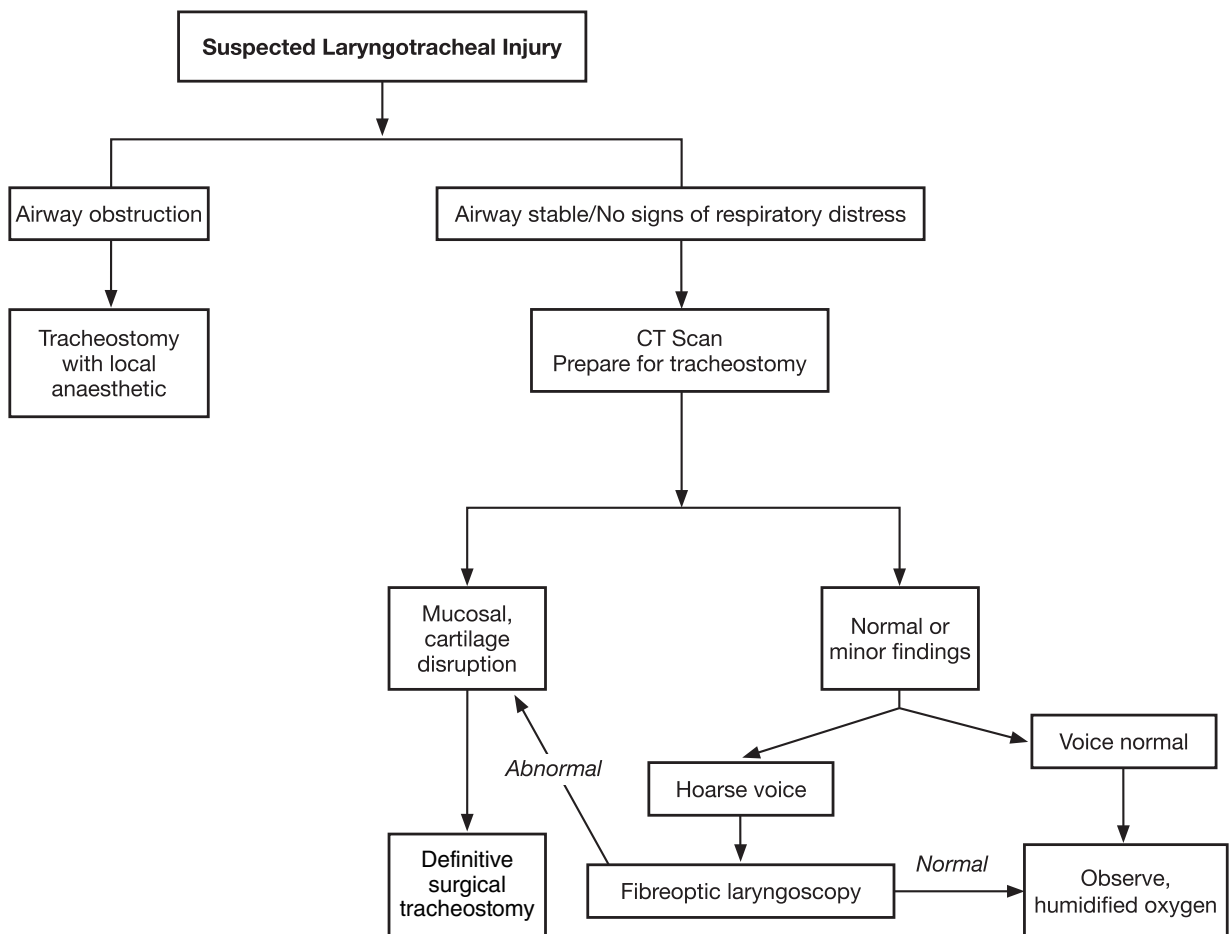 Suspected Laryngotracheal Injury
Airway obstruction
Airway stable/No signs of respiratory distress
Tracheostomy
with local
anaesthetic
CT Scan
Prepare for tracheostomy
Mucosal,
cartilage
disruption
Normal or
minor findings
Voice normal
Abnormal
Hoarse voice
Definitive
surgical
tracheostomy
Fibreoptic laryngoscopy
Normal
Observe,
humidified oxygen